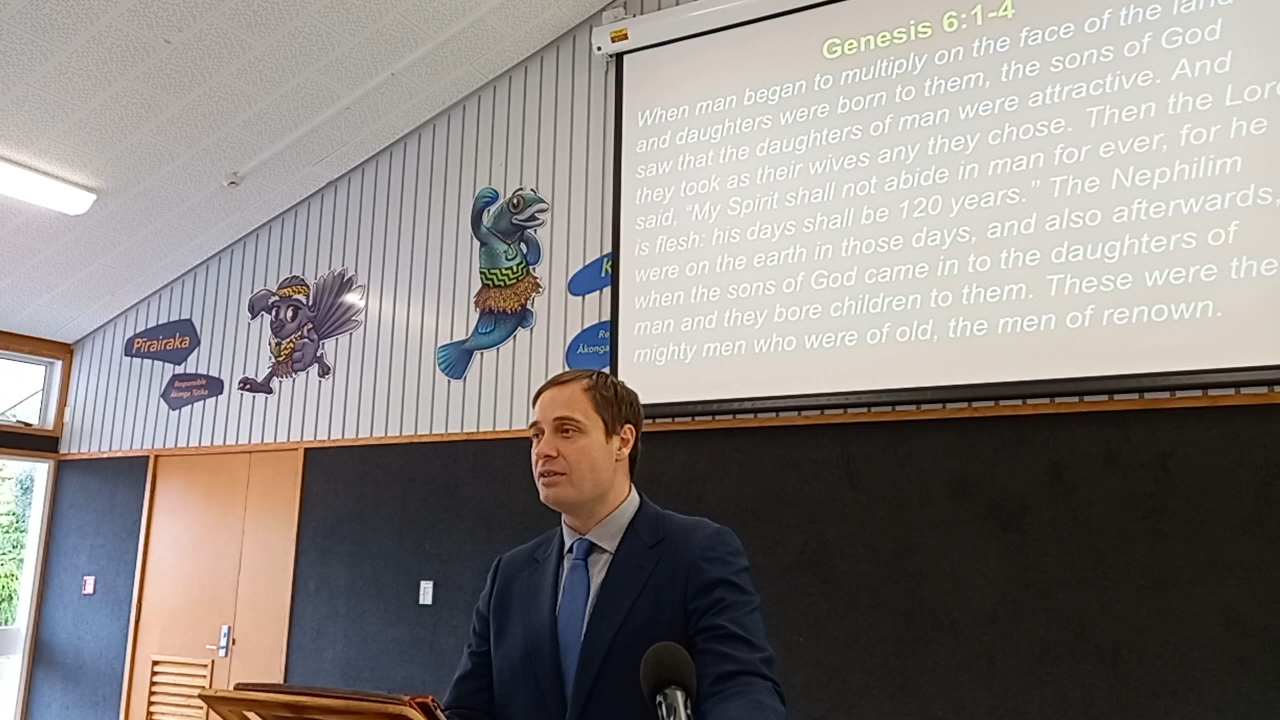 Genesis 6:1-4
When man began to multiply on the face of the land
and daughters were born to them, the sons of God
saw that the daughters of man were attractive. And
they took as their wives any they chose. Then the Lord
said, “My Spirit shall not abide in man for ever, for he
is flesh: his days shall be 120 years.” The Nephilim
were on the earth in those days, and also afterwards,
when the sons of God came in to the daughters of
man and they bore children to them. These were the
mighty men who were of old, the men of renown.
Pīrairaka
Responsible
Ākonga Tūtika
K
Re
Ākonga